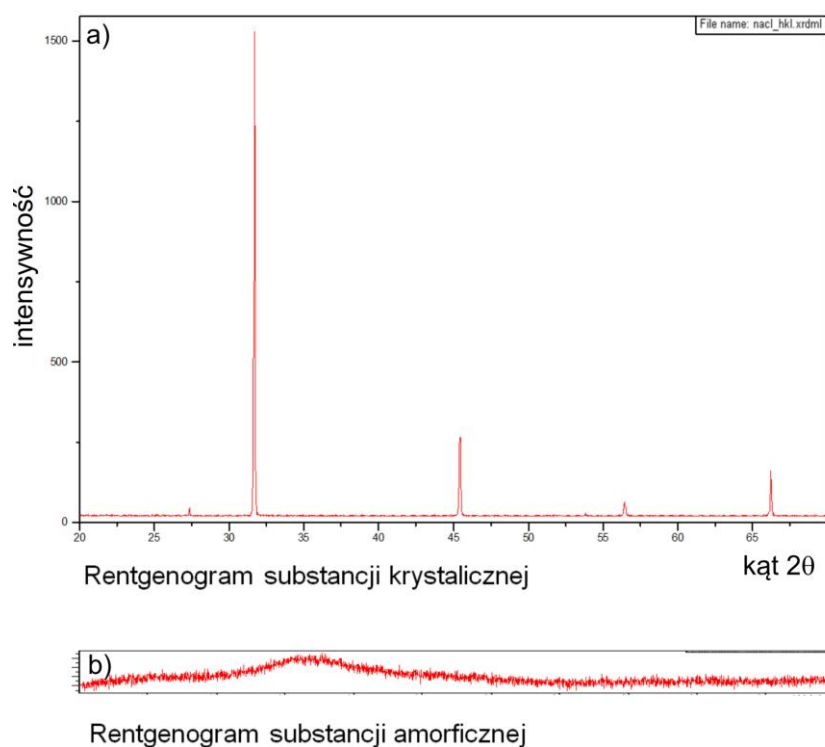 a)
File name: nacl_hkl.xrdml
1500
1000
500
0
intensywność
20 25 30 35 40 45 50 55 60 65
kąt 2θ
Rentgenogram substancji krystalicznej
b)
Rentgenogram substancji amorficznej